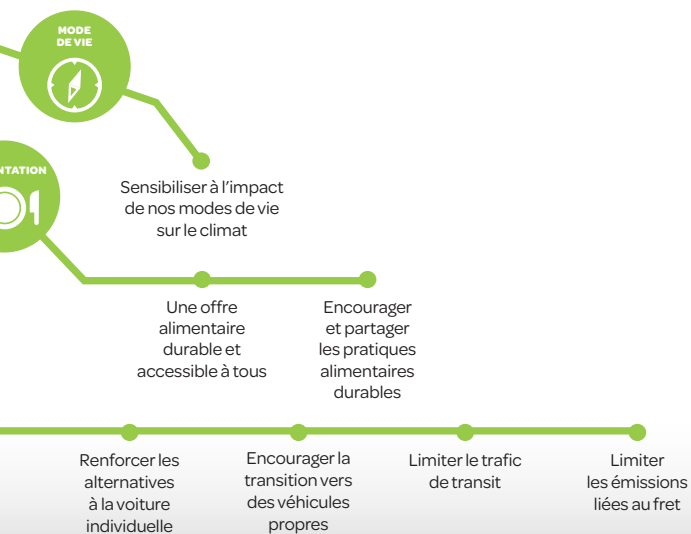 MODE
DE VIE
Sensibiliser à l'impact
de nos modes de vie
sur le climat
NTATION
Une offre
alimentaire
durable et
accessible à tous
Encourager
et partager
les pratiques
alimentaires
durables
Renforcer les
alternatives
à la voiture
individuelle
Encourager la
transition vers
des véhicules
propres
Limiter le trafic
de transit
Limiter
les émissions
liées au fret